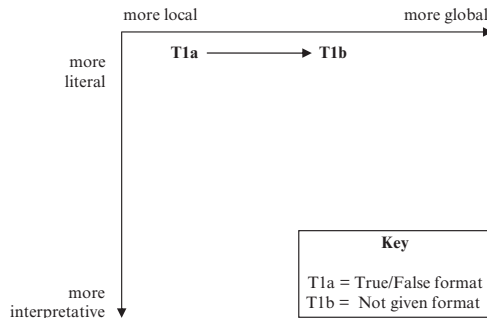 more local more global
T1a T1b
more
literal
Key
T1a = True/False format
T1b = Not given format
more
interpretative